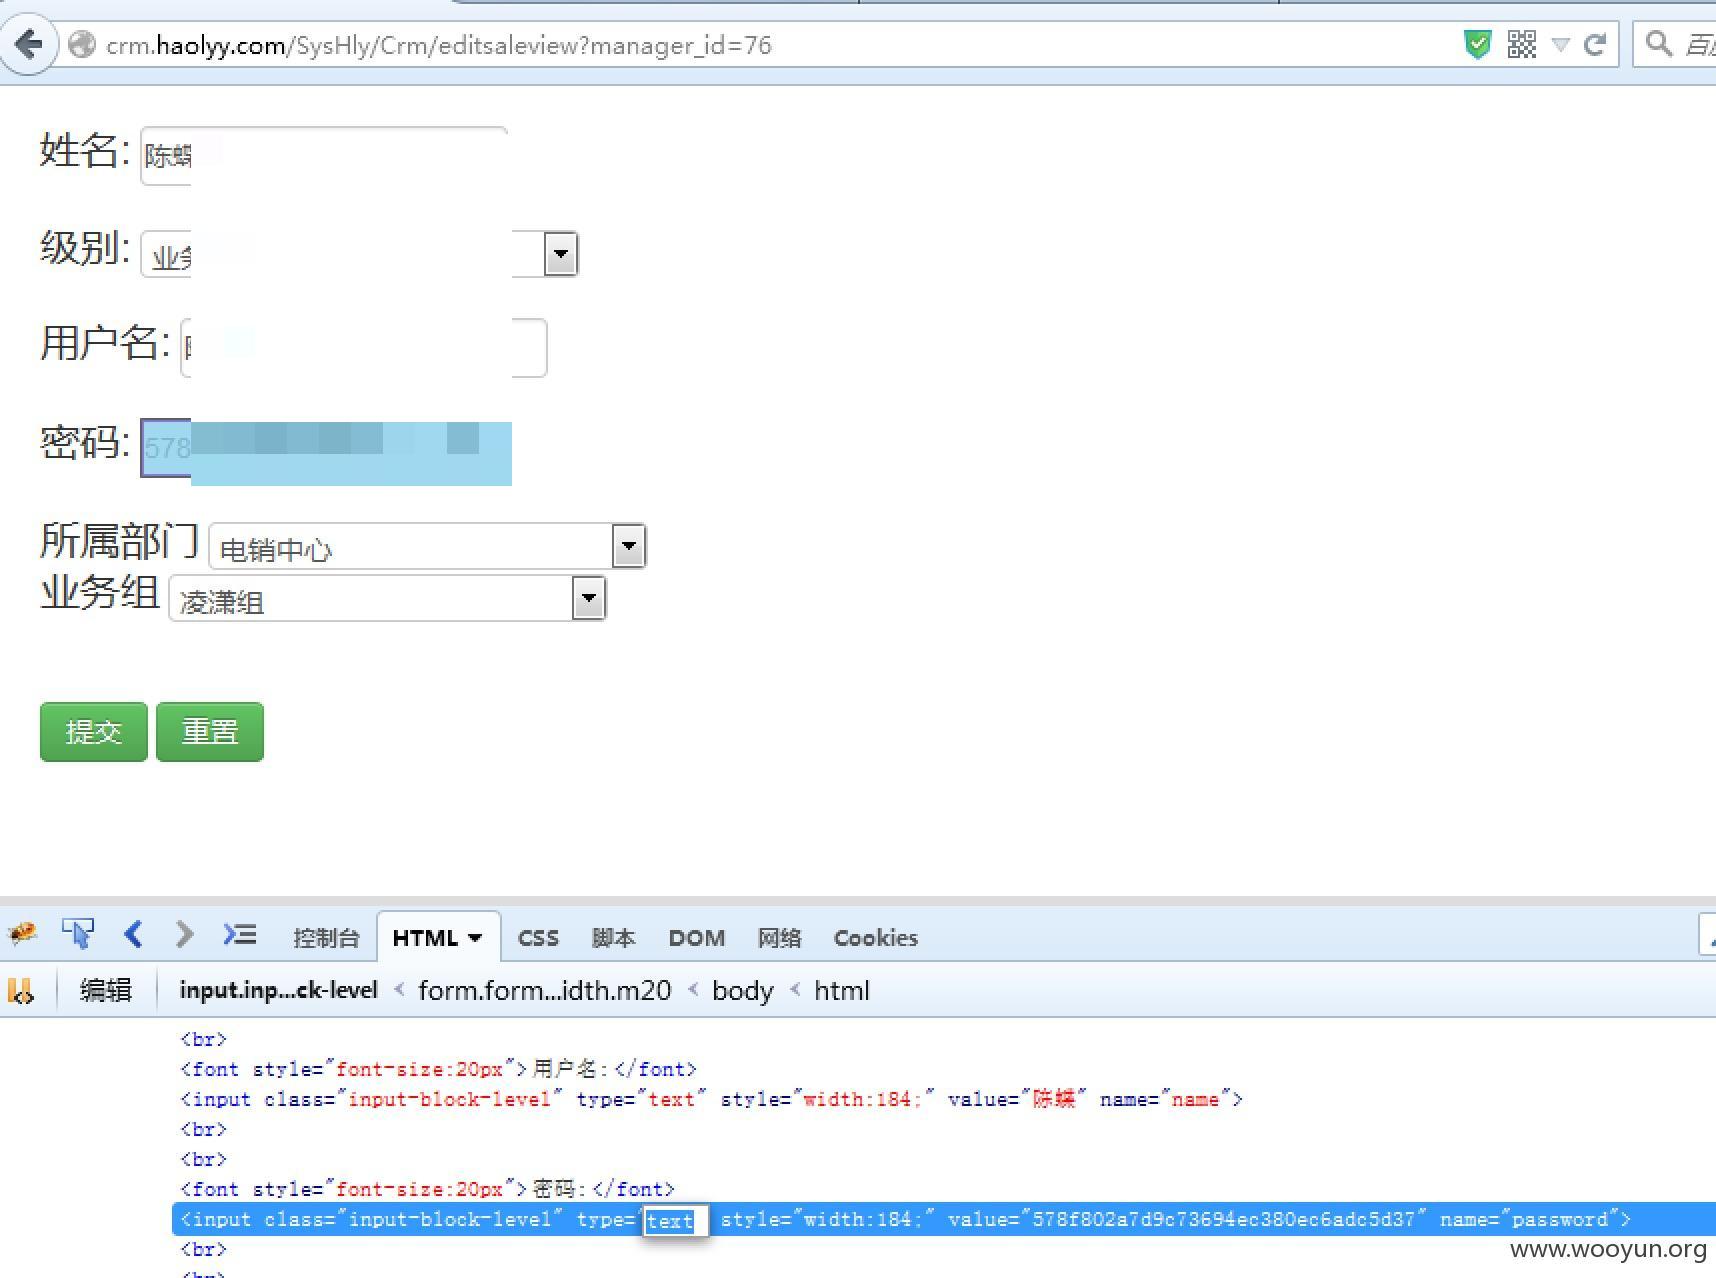 crm.haolyy.com/SysHly/Crm/editsaleview?manager_id=76
姓名: 陈蝶
级别: 业务
用户名:
密码: 578
所属部门 电销中心
业务组 凌潇组
提交 重置
控制台 HTML CSS 脚本 DOM 网络 Cookies
编辑 input.inp...ck-level < form.form...idth.m20 < body < html
<br>
<font style="font-size:20px">用户名:</font>
<input class="input-block-level" type="text" style="width:184;" value="陈蝶" name="name">
<br>
<br>
<font style="font-size:20px">密码:</font>
<input class="input-block-level" type="text" style="width:184;" value="578f802a7d9c73694ec380ec6adc5d37" name="password">
<br>
www.wooyun.org